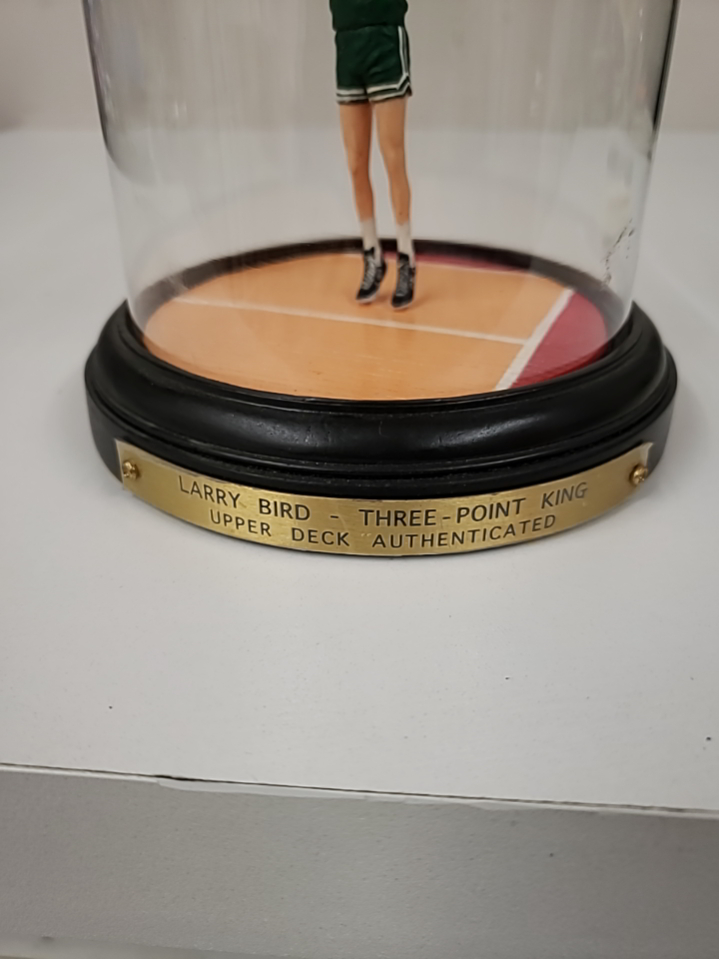 LARRY BIRD - THREE-POINT KING
UPPER DECK AUTHENTICATED